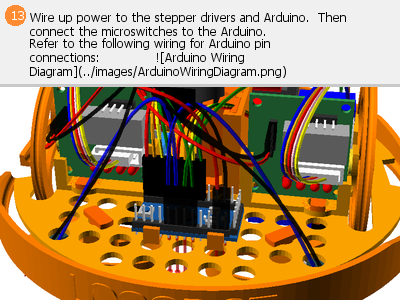 13
Wire up power to the stepper drivers and Arduino.  Then
connect the microswitches to the Arduino.
Refer to the following wiring for Arduino pin
connections:          ![Arduino Wiring
Diagram](../images/ArduinoWiringDiagram.png)